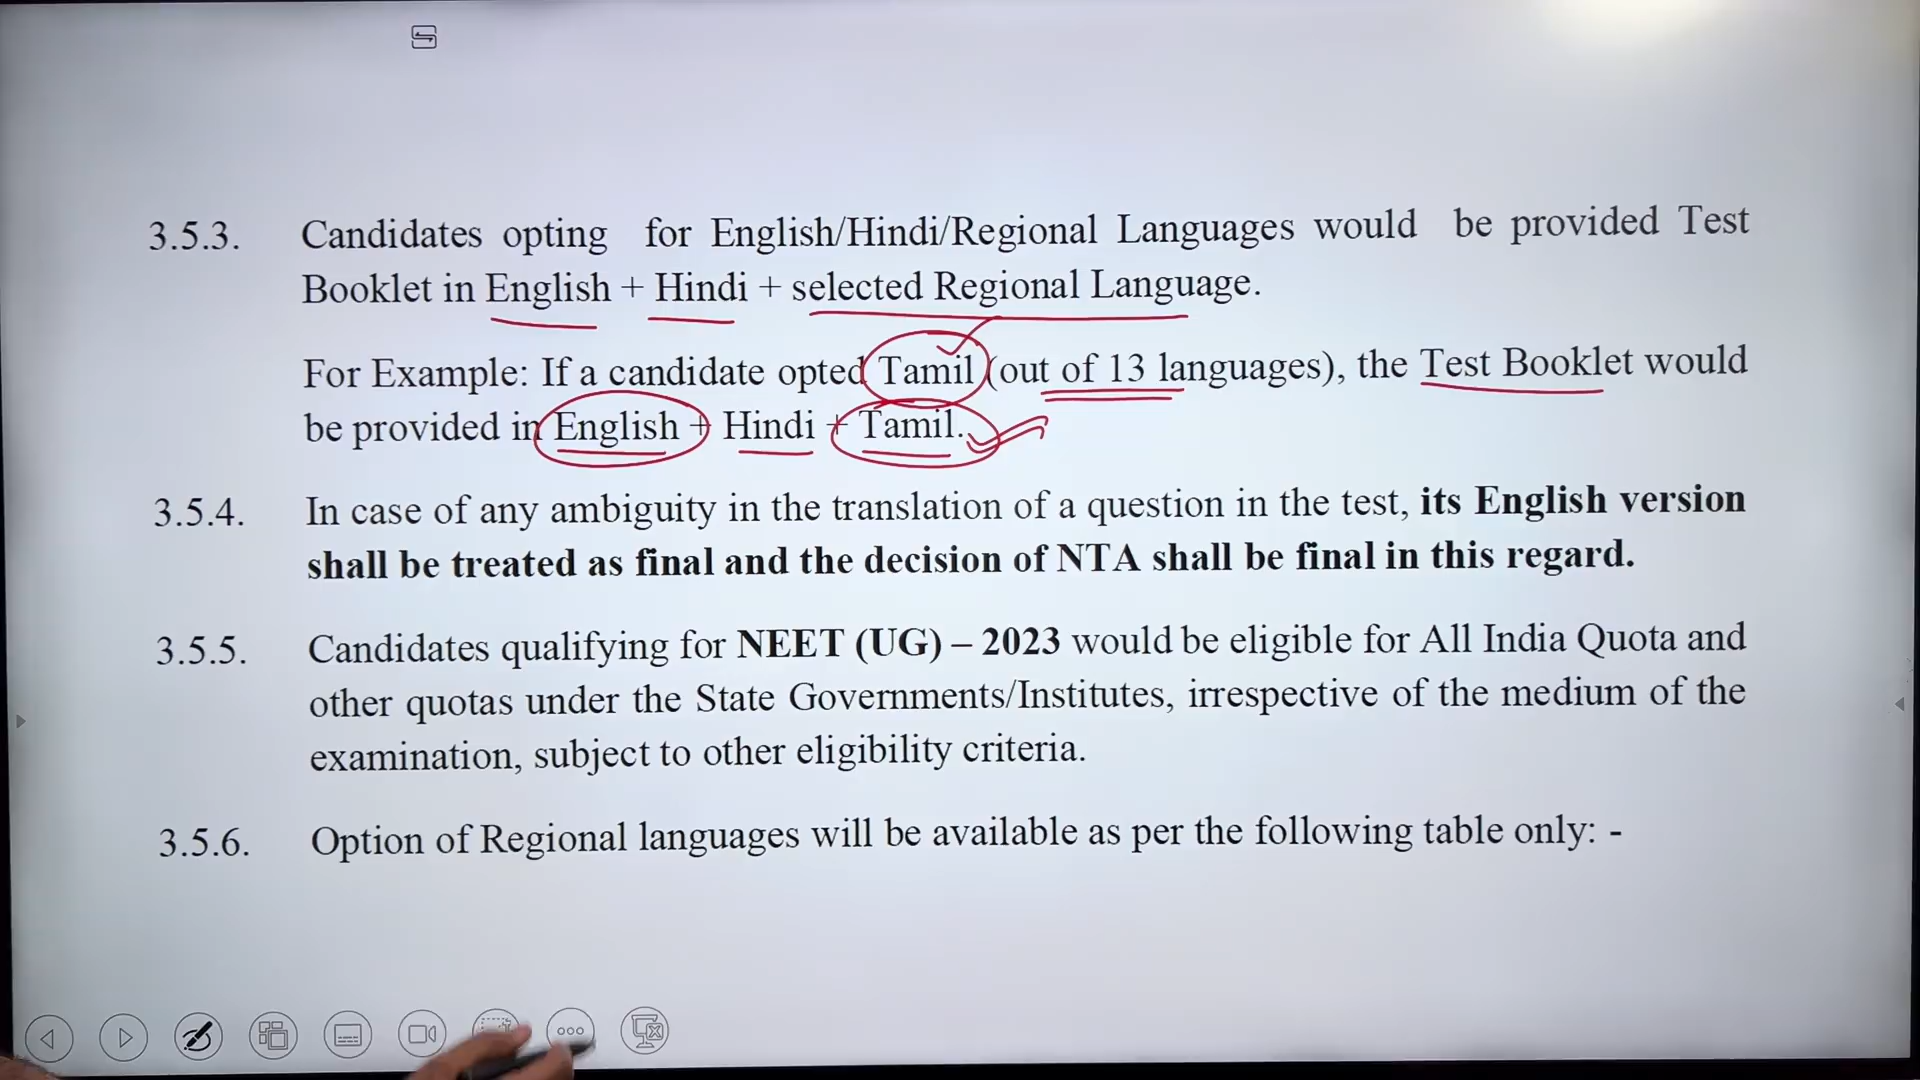 3.5.3. Candidates opting for English/Hindi/Regional Languages would be provided Test
Booklet in English + Hindi + selected Regional Language.
For Example: If a candidate opted Tamil (out of 13 languages), the Test Booklet would
be provided in English + Hindi + Tamil.
3.5.4. In case of any ambiguity in the translation of a question in the test, its English version
shall be treated as final and the decision of NTA shall be final in this regard.
3.5.5. Candidates qualifying for NEET (UG) – 2023 would be eligible for All India Quota and
other quotas under the State Governments/Institutes, irrespective of the medium of the
examination, subject to other eligibility criteria.
3.5.6. Option of Regional languages will be available as per the following table only: -